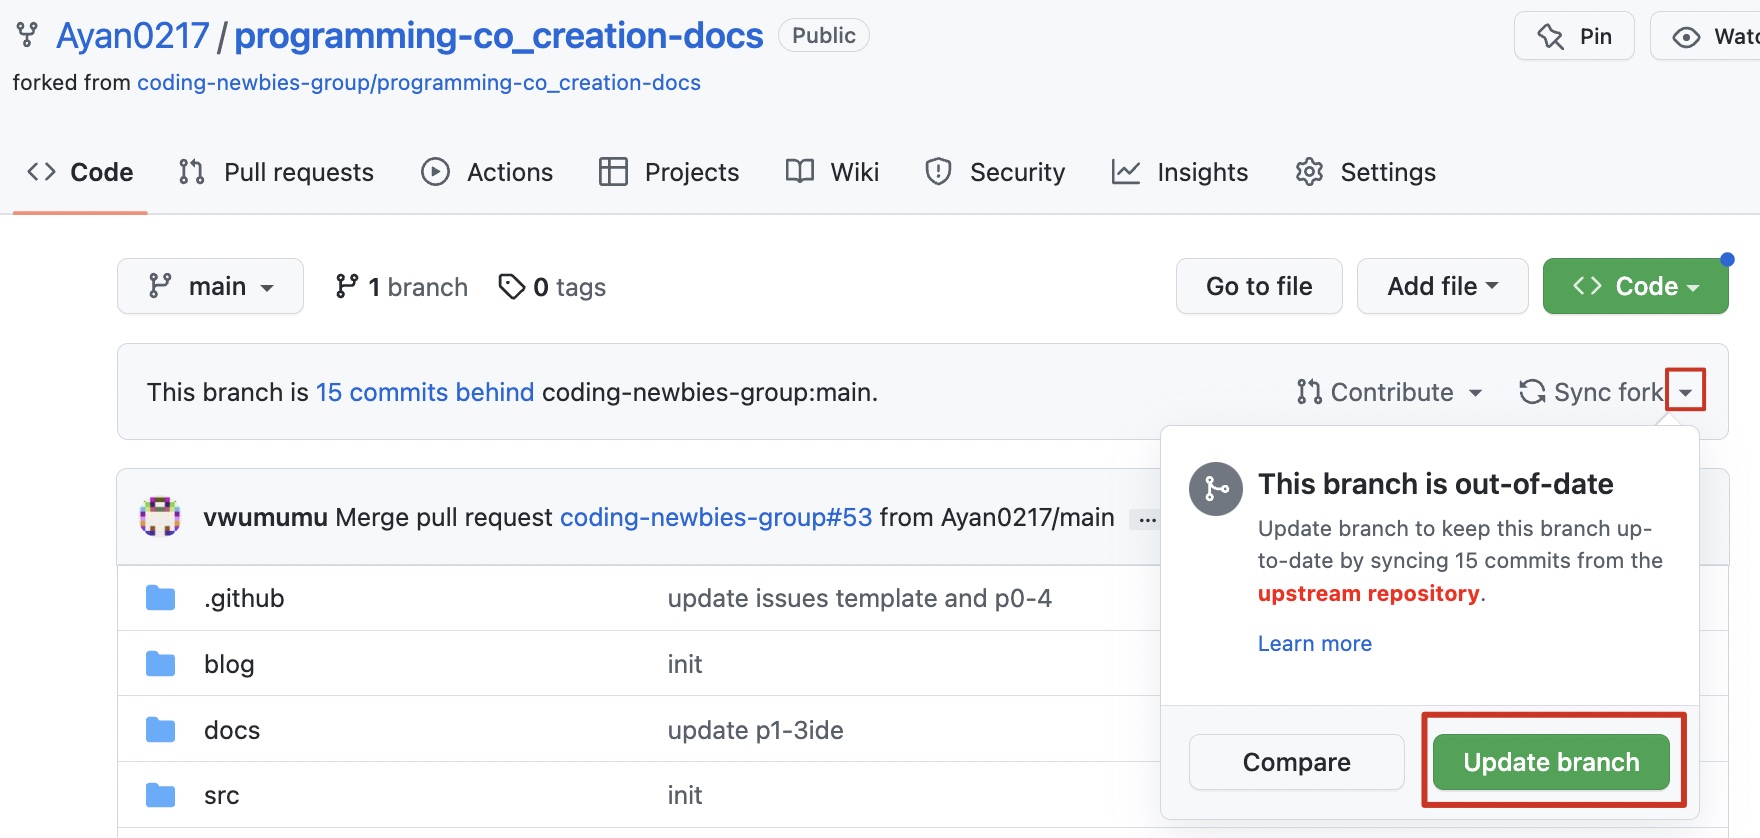 Ayan0217 / programming-co_creation-docs Public Pin
forked from coding-newbies-group/programming-co_creation-docs
Code Pull requests Actions Projects Wiki Security Insights Settings
main 1 branch 0 tags Go to file Add file Code
This branch is 15 commits behind coding-newbies-group:main. Contribute Sync fork
vwumumu Merge pull request coding-newbies-group#53 from Ayan0217/main ...
.github update issues template and p0-4
blog init
docs update p1-3ide
src init
This branch is out-of-date
Update branch to keep this branch up-
to-date by syncing 15 commits from the
upstream repository.
Learn more
Compare Update branch